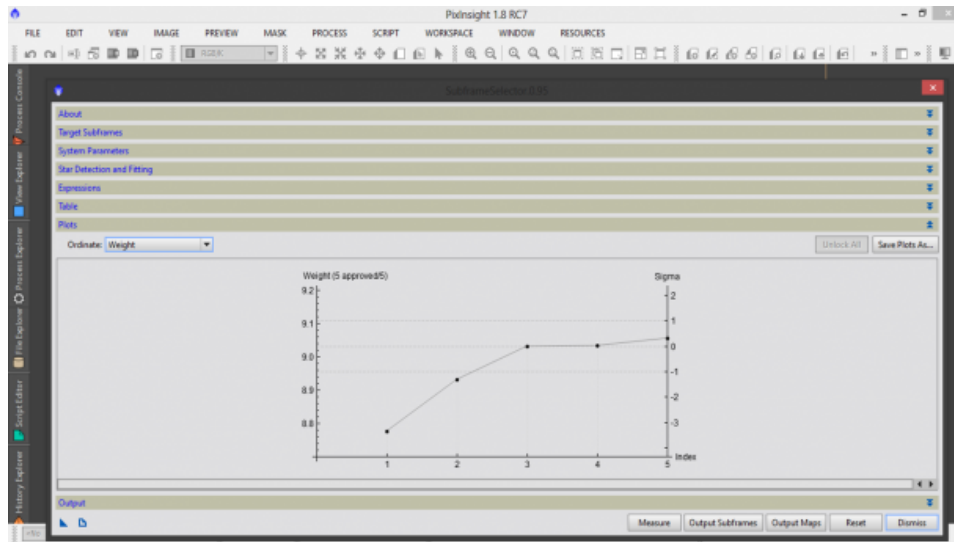 PixInsight 1.8 RC7
FILE EDIT VIEW IMAGE PREVIEW MASK PROCESS SCRIPT WORKSPACE WINDOW RESOURCES
RGB/K
SubframeSelector 0.95
Process Console
View Explorer
Process Explorer
File Explorer
Script Editor
History Explorer
About
Target Subframes
System Parameters
Star Detection and Fitting
Expressions
Table
Plots
Ordinate: Weight
Unlock All Save Plots As...
Weight (5 approved/5) Sigma
9.2 2
9.1 1
9.0 0
8.9 -1
8.8 -2
-3
1 2 3 4 5 Index
Output
Measure Output Subframes Output Maps Reset Dismiss